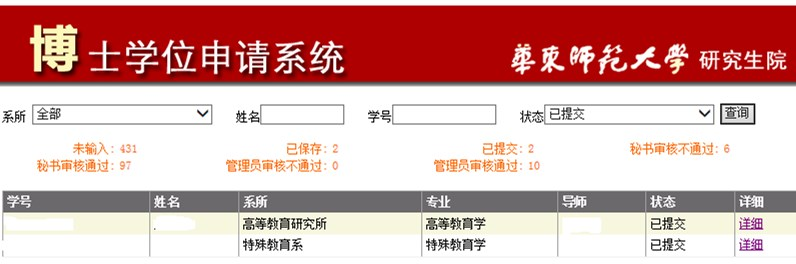 博士学位申请系统 華東師范大學 研究生院
系所 全部 姓名 学号 状态 已提交 查询
未输入: 431 已保存: 2 已提交: 2 秘书审核不通过: 6
秘书审核通过: 97 管理员审核不通过: 0 管理员审核通过: 10
学号 姓名 系所 专业 导师 状态 详细
高等教育研究所 高等教育学 已提交 详细
特殊教育系 特殊教育学 已提交 详细